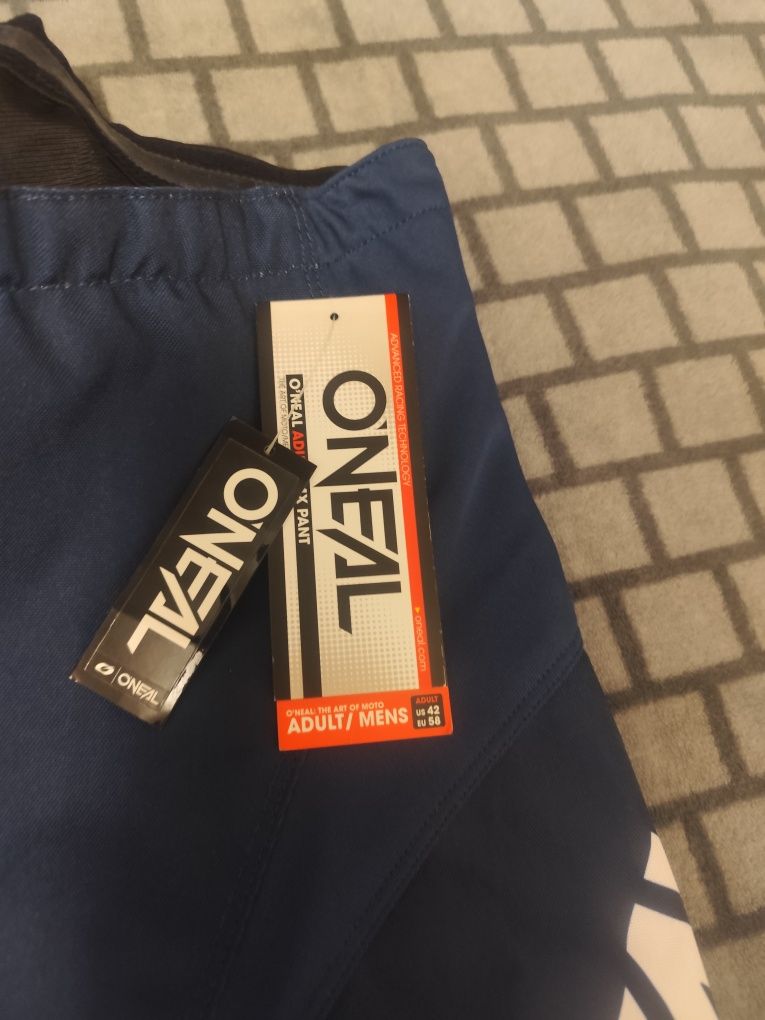 ADVANCED RACING TECHNOLOGY
O'NEAL
O'NEAL
PANT
oneal.com
O'NEAL: THE ART OF MOTO
ADULT/ MENS
ADULT
US 42
EU 58
O'NEAL
O'NEAL